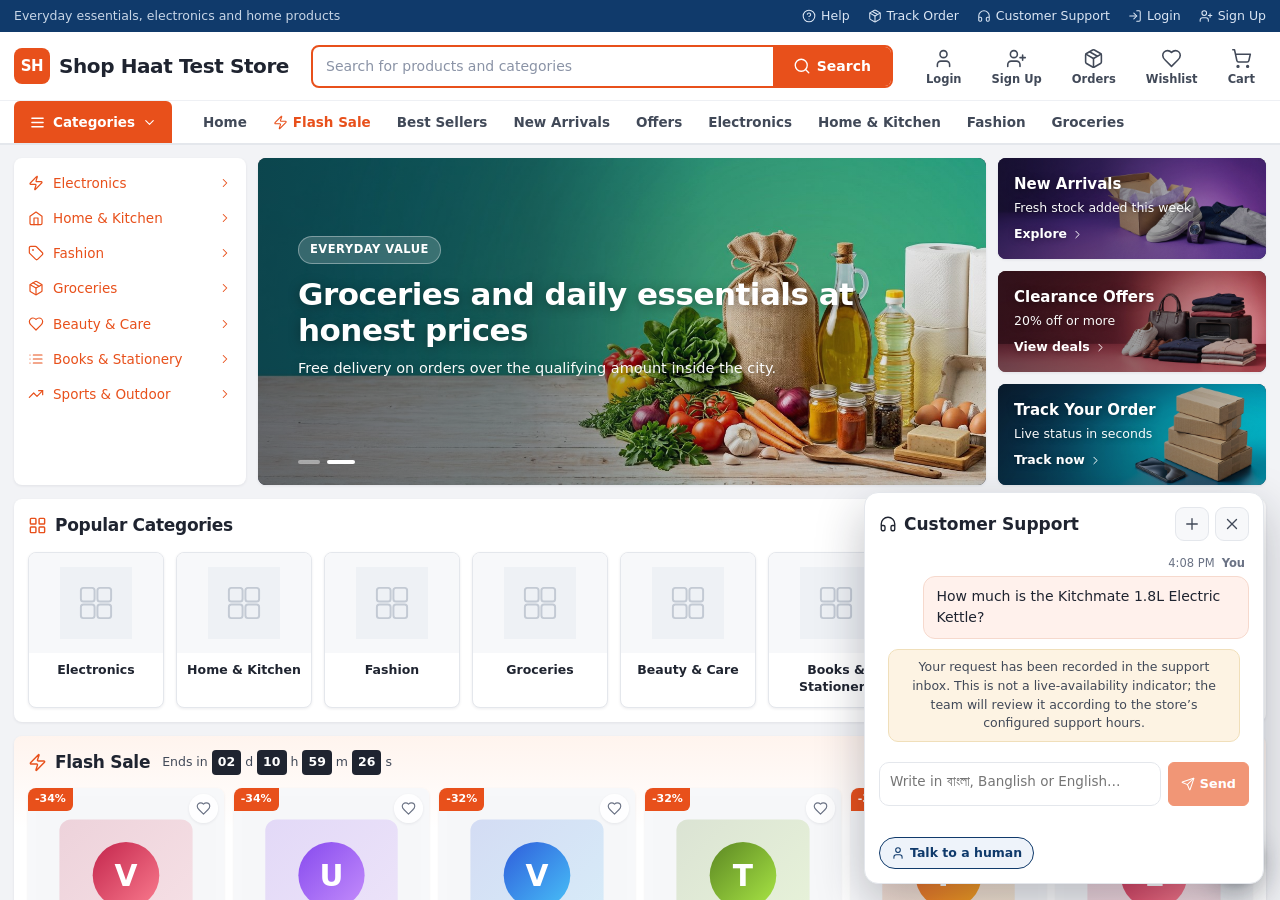 Everyday essentials, electronics and home products
Help
Track Order
Customer Support
Login
Sign Up
SH
Shop Haat Test Store
Search for products and categories
Search
Login
Sign Up
Orders
Wishlist
Cart
Categories
Home
Flash Sale
Best Sellers
New Arrivals
Offers
Electronics
Home & Kitchen
Fashion
Groceries
Electronics
Home & Kitchen
Fashion
Groceries
Beauty & Care
Books & Stationery
Sports & Outdoor
EVERYDAY VALUE
Groceries and daily essentials at
honest prices
Free delivery on orders over the qualifying amount inside the city.
New Arrivals
Fresh stock added this week
Explore
Clearance Offers
20% off or more
View deals
Track Your Order
Live status in seconds
Track now
Popular Categories
Electronics
Home & Kitchen
Fashion
Groceries
Beauty & Care
Books &
Stationer
Flash Sale
Ends in 02 d 10 h 59 m 26 s
-34%
-34%
-32%
-32%
V
U
V
T
Customer Support
4:08 PM You
How much is the Kitchmate 1.8L Electric
Kettle?
Your request has been recorded in the support
inbox. This is not a live-availability indicator; the
team will review it according to the store's
configured support hours.
Write in বাংলা, Banglish or English...
Send
Talk to a human